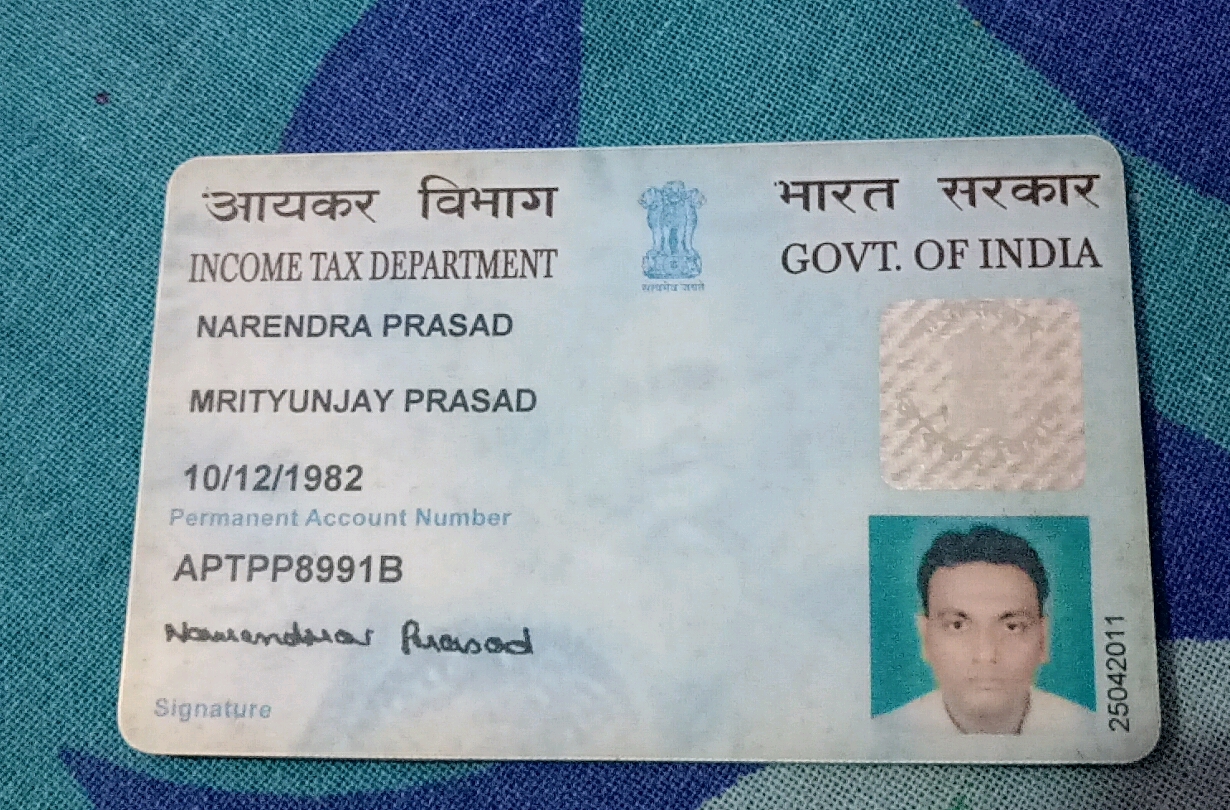 आयकर विभाग
INCOME TAX DEPARTMENT
सत्यमेव जयते
भारत सरकार
GOVT. OF INDIA
NARENDRA PRASAD
MRITYUNJAY PRASAD
10/12/1982
Permanent Account Number
APTPP8991B
Narendra Prasad
Signature
25042011